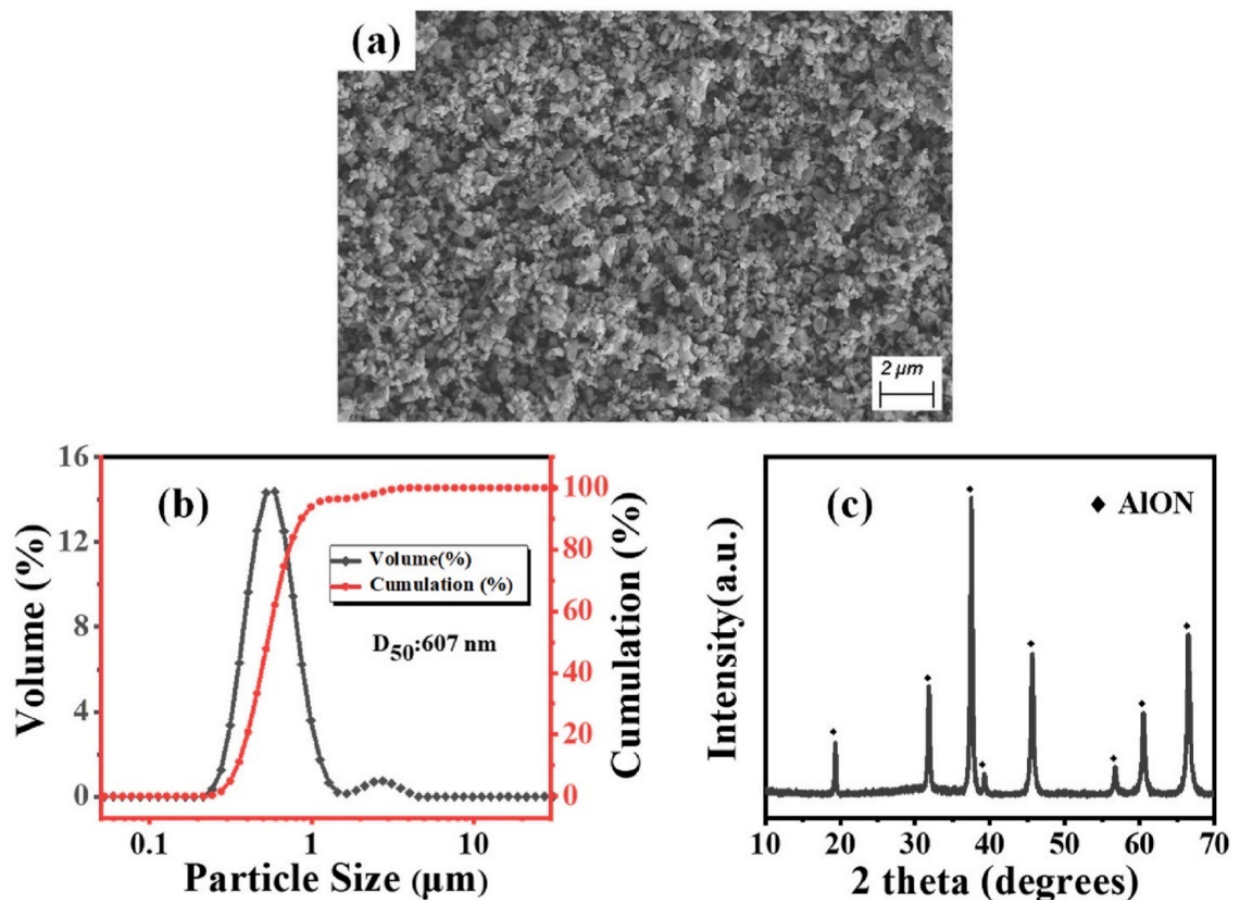 (a)
2 μm
(b)
Volume (%)
16
12
8
4
0
Volume(%)
Cumulation (%)
D50:607 nm
100
80
60
40
20
0
Cumulation (%)
0.1
1
10
Particle Size (μm)
(c)
♦ AlON
Intensity(a.u.)
10
20
30
40
50
60
70
2 theta (degrees)